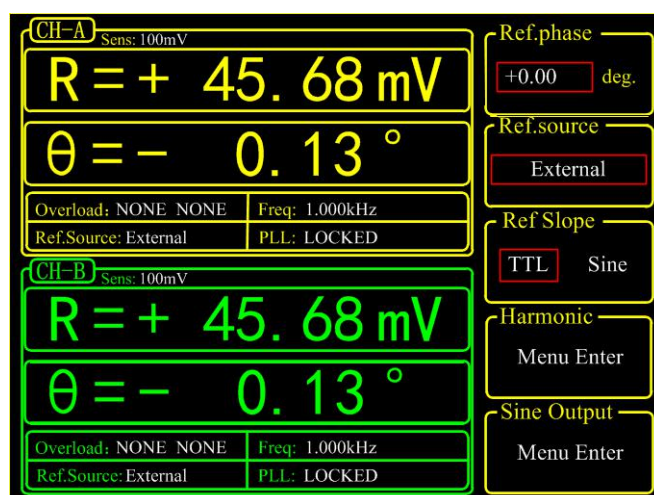 CH-A Sens: 100mV
R=+ 45.68 mV
θ=- 0.13 °
Overload: NONE NONE Freq: 1.000kHz
Ref.Source: External PLL: LOCKED
CH-B Sens: 100mV
R=+ 45.68 mV
θ=- 0.13 °
Overload: NONE NONE Freq: 1.000kHz
Ref.Source: External PLL: LOCKED
Ref.phase
+0.00 deg.
Ref.source
External
Ref Slope
TTL Sine
Harmonic
Menu Enter
Sine Output
Menu Enter